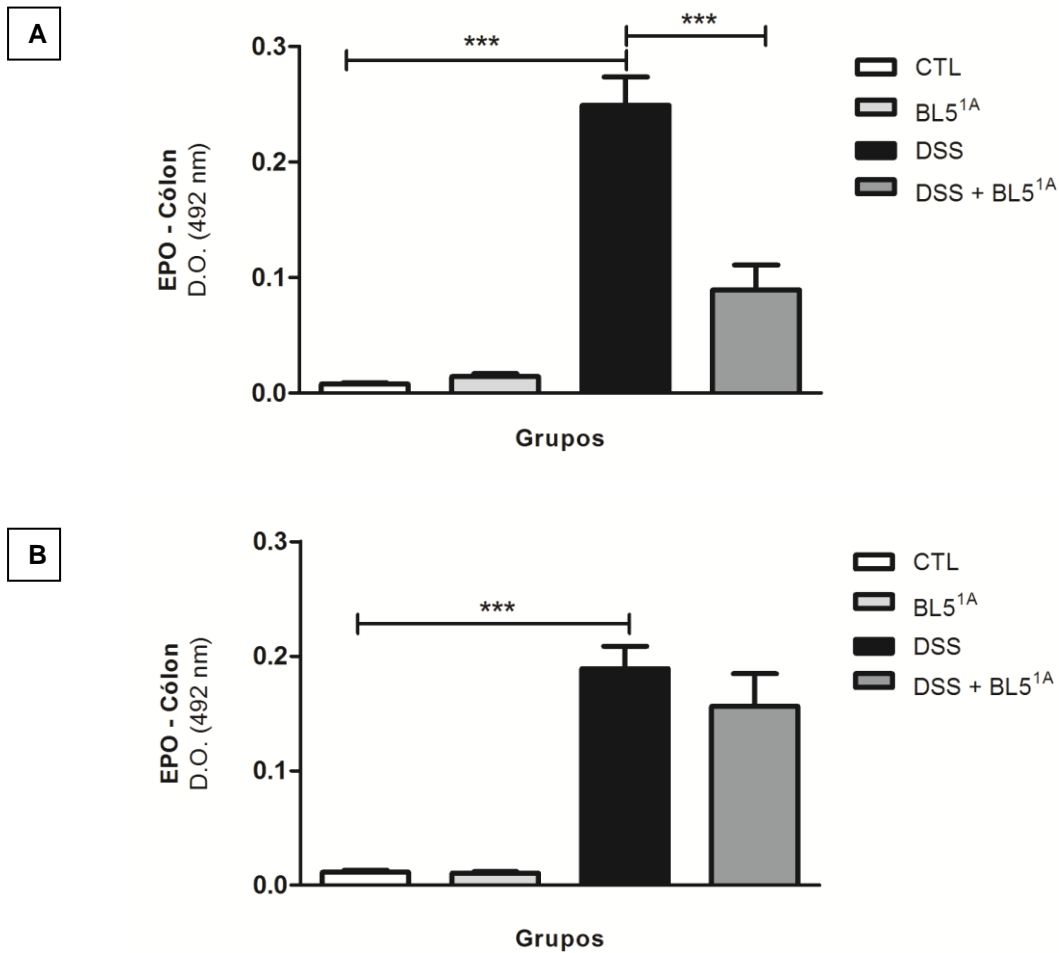 A
EPO - Cólon
D.O. (492 nm)
0.3
0.2
0.1
0.0
***
***
CTL
BL5^1A
DSS
DSS + BL5^1A
Grupos
B
EPO - Cólon
D.O. (492 nm)
0.3
0.2
0.1
0.0
***
CTL
BL5^1A
DSS
DSS + BL5^1A
Grupos